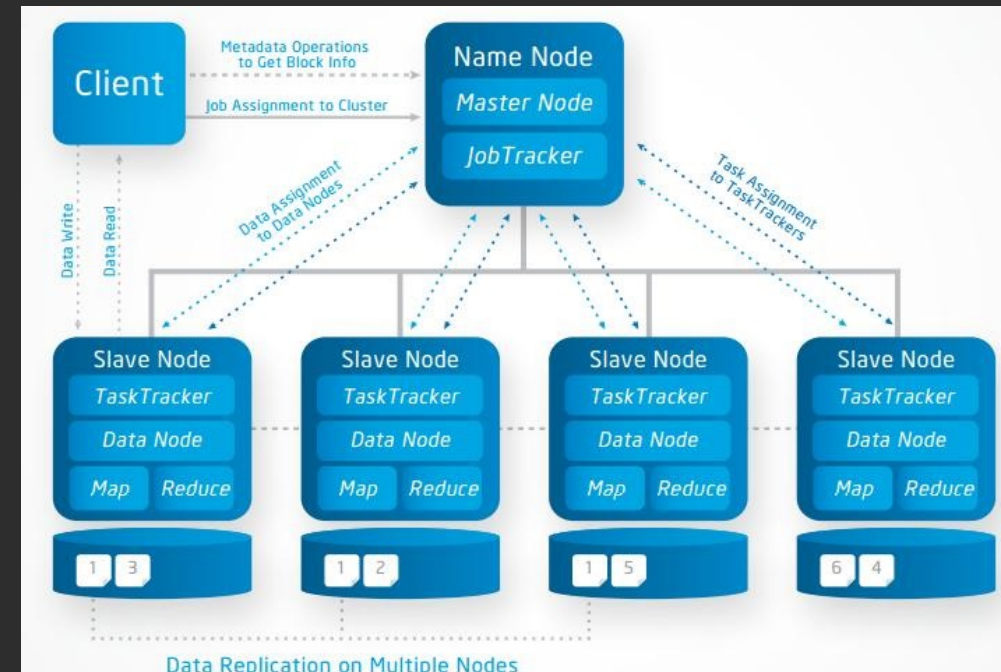 Client
Metadata Operations
to Get Block Info
Job Assignment to Cluster
Name Node
Master Node
JobTracker
Data Write
Data Read
Data Assignment
to Data Nodes
Task Assignment
to TaskTrackers
Slave Node
TaskTracker
Data Node
Map Reduce
1 3
Slave Node
TaskTracker
Data Node
Map Reduce
1 2
Slave Node
TaskTracker
Data Node
Map Reduce
1 5
Slave Node
TaskTracker
Data Node
Map Reduce
6 4
Data Replication on Multiple Nodes